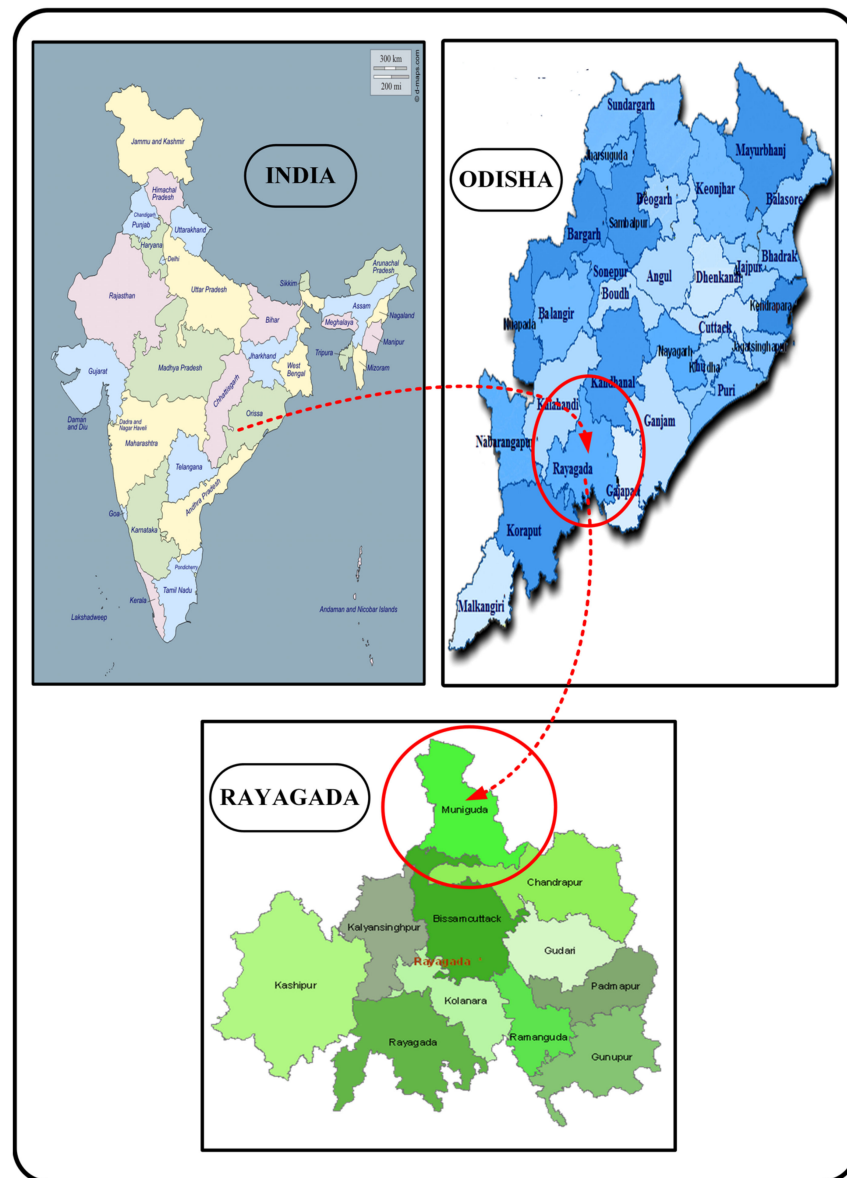 300 km
200 mi
© d-maps.com
INDIA
Jammu and Kashmir
Himachal
Pradesh
Chandigarh
Punjab
Uttarakhand
Haryana
Delhi
Rajasthan
Uttar Pradesh
Sikkim
Arunachal
Pradesh
Assam
Nagaland
Bihar
Meghalaya
Manipur
Tripura
Mizoram
Gujarat
Madhya Pradesh
Jharkhand
West
Bengal
Chhattisgarh
Orissa
Daman
and Diu
Dadra and
Nagar Haveli
Maharashtra
Telangana
Andhra Pradesh
Goa
Karnataka
Pondicherry
Tamil Nadu
Kerala
Lakshadweep
Andaman and Nicobar Islands
ODISHA
Sundargarh
Jharsuguda
Mayurbhanj
Deogarh
Keonjhar
Balasore
Sambalpur
Bargarh
Bhadrak
Sonepur
Angul
Dhenkanal
Jajpur
Boudh
Kendrapara
Balangir
Cuttack
Nuapada
Nayagarh
Khurdha
Jagatsinghapur
Puri
Kandhamal
Kalahandi
Ganjam
Nabarangapur
Rayagada
Gajapati
Koraput
Malkangiri
RAYAGADA
Muniguda
Chandrapur
Bissamcuttack
Kalyansinghpur
Gudari
Rayagada
Kashipur
Padmapur
Kolanara
Rayagada
Ramanguda
Gunupur